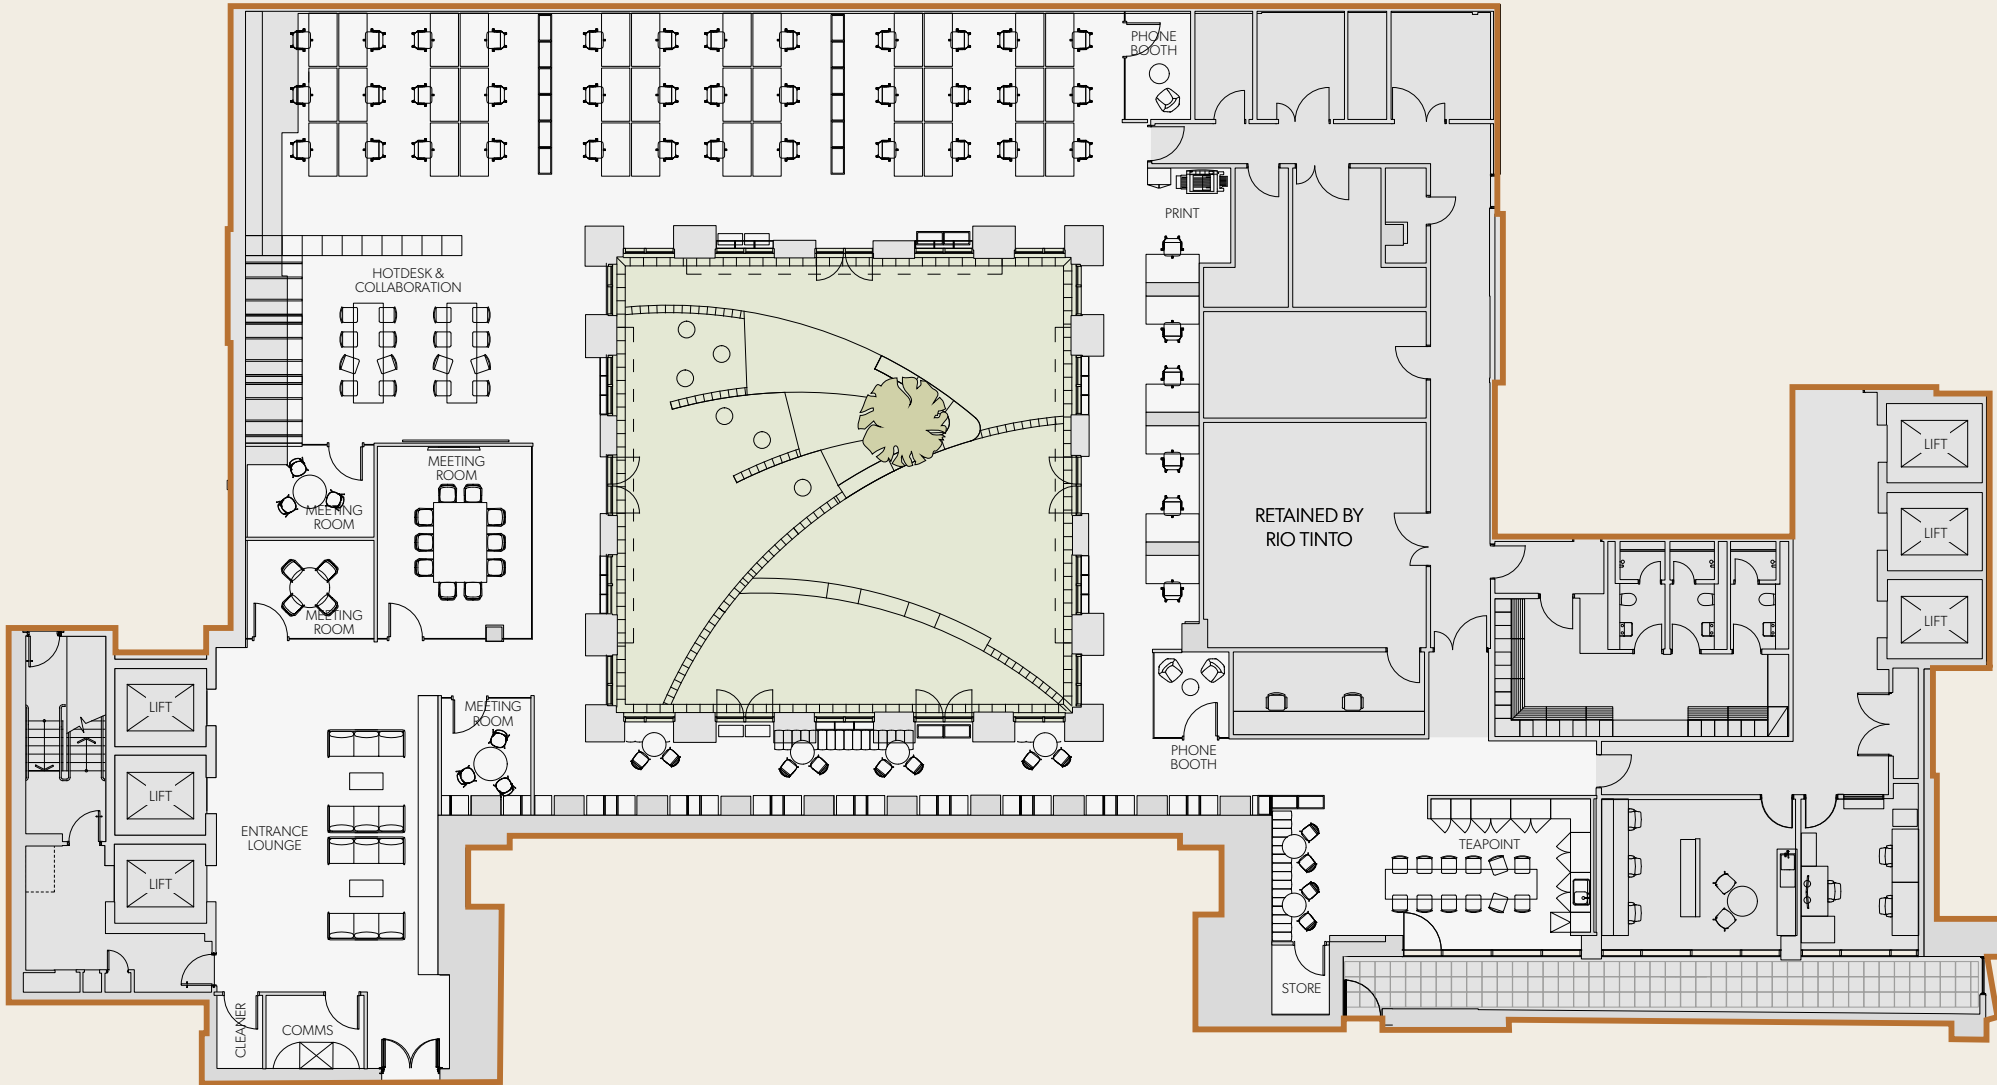 PHONE
BOOTH
PRINT
HOTDESK &
COLLABORATION
MEETING
ROOM
MEETING
ROOM
MEETING
ROOM
MEETING
ROOM
RETAINED BY
RIO TINTO
LIFT
LIFT
LIFT
LIFT
LIFT
LIFT
PHONE
BOOTH
ENTRANCE
LOUNGE
TEAPOINT
STORE
CLEANER
COMMS